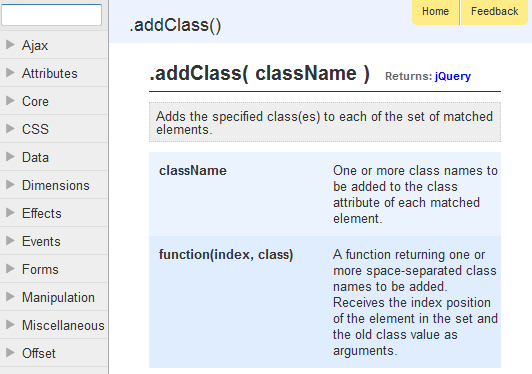 Ajax
Attributes
Core
CSS
Data
Dimensions
Effects
Events
Forms
Manipulation
Miscellaneous
Offset
.addClass()
Home
Feedback
.addClass( className ) Returns: jQuery
Adds the specified class(es) to each of the set of matched
elements.
className
One or more class names to
be added to the class
attribute of each matched
element.
function(index, class)
A function returning one or
more space-separated class
names to be added.
Receives the index position
of the element in the set and
the old class value as
arguments.